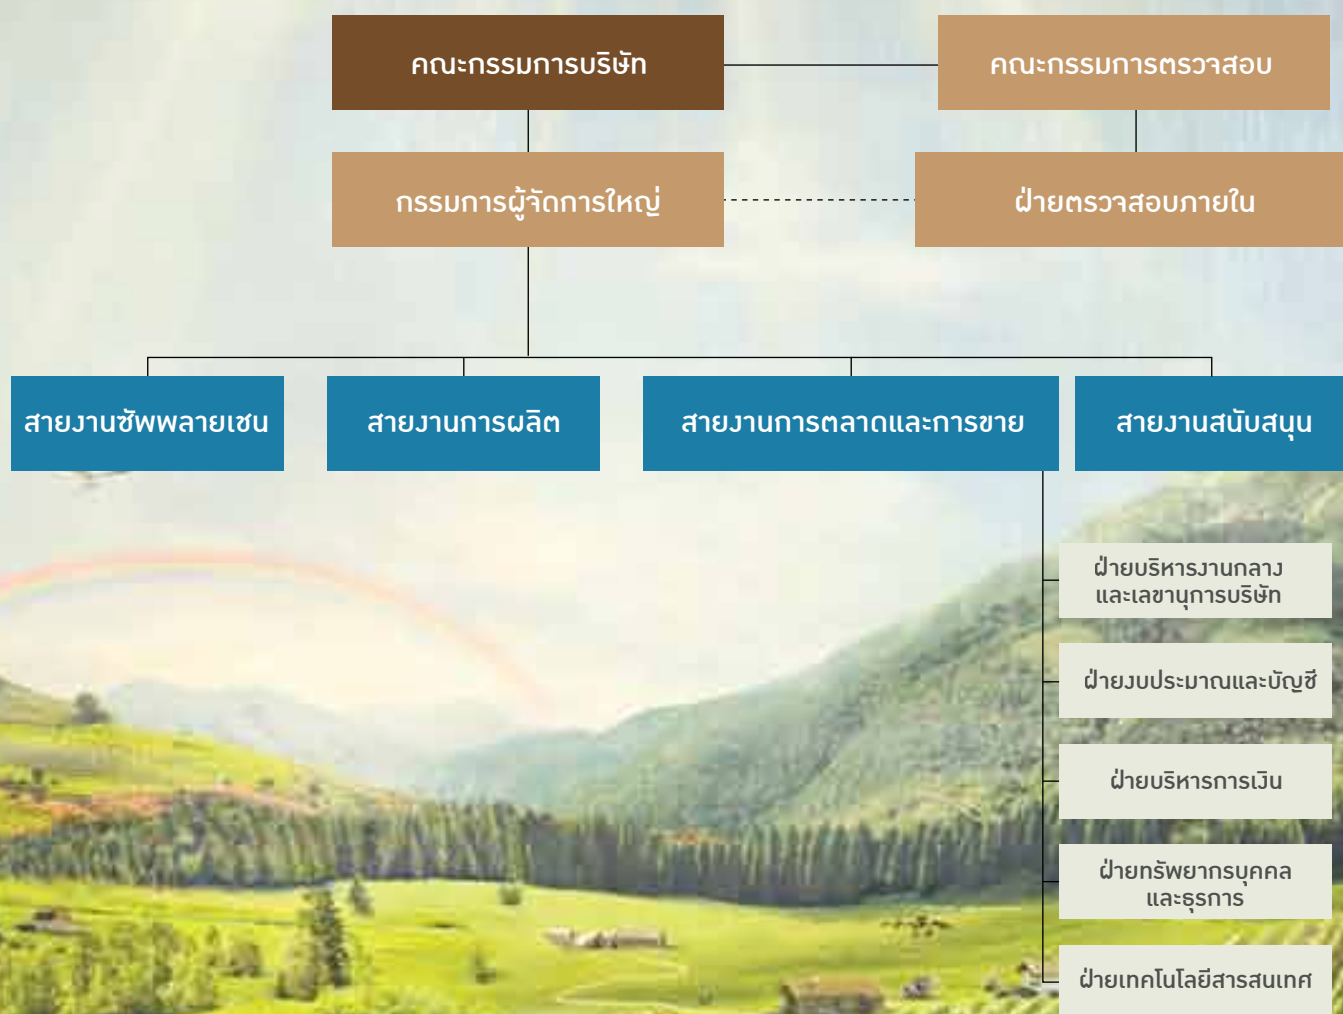 คณะกรรมการบริษัท
คณะกรรมการตรวจสอบ
กรรมการผู้จัดการใหญ่
ฝ่ายตรวจสอบภายใน
สายงานซัพพลายเชน
สายงานการผลิต
สายงานการตลาดและการขาย
สายงานสนับสนุน
ฝ่ายบริหารงานกลาง
และเลขานุการบริษัท
ฝ่ายงบประมาณและบัญชี
ฝ่ายบริหารการเงิน
ฝ่ายทรัพยากรบุคคล
และธุรการ
ฝ่ายเทคโนโลยีสารสนเทศ